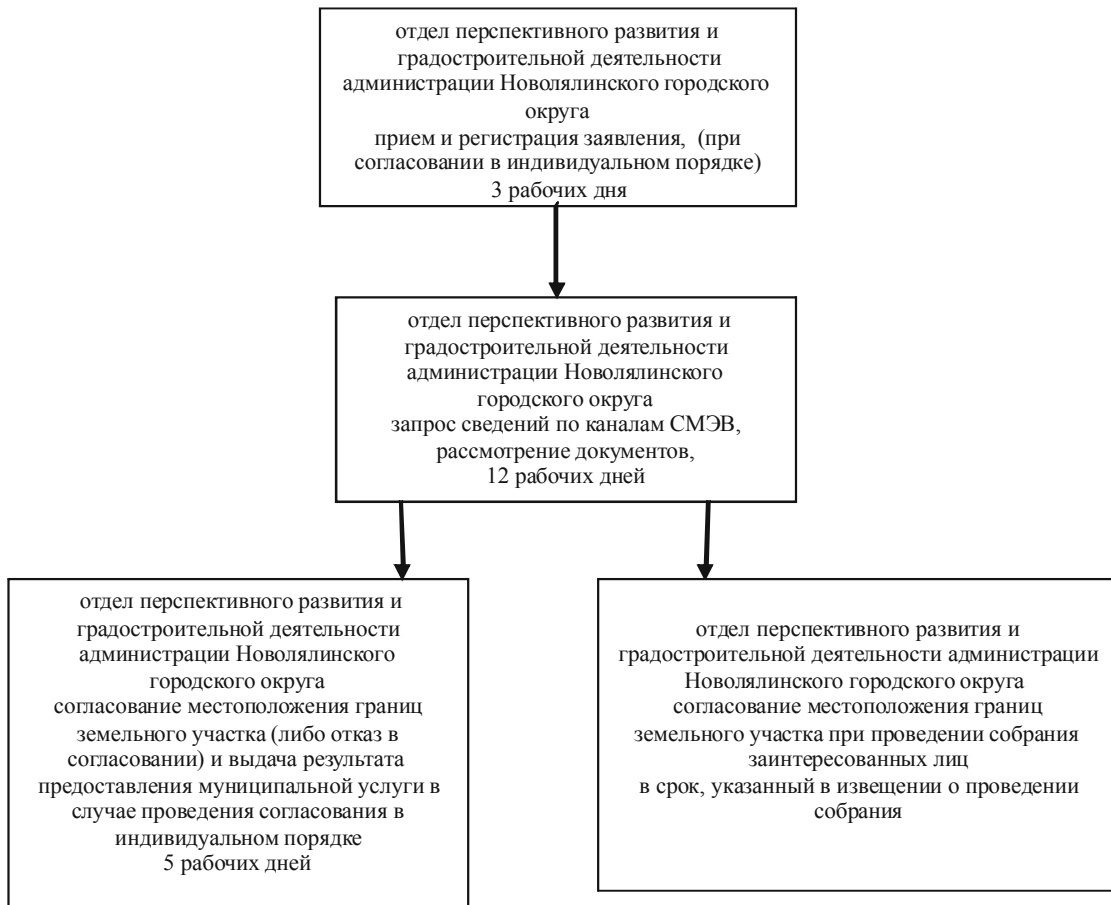 отдел перспективного развития и
градостроительной деятельности
администрации Новолялинского городского
округа
прием и регистрация заявления, (при
согласовании в индивидуальном порядке)
3 рабочих дня
отдел перспективного развития и
градостроительной деятельности
администрации Новолялинского
городского округа
запрос сведений по каналам СМЭВ,
рассмотрение документов,
12 рабочих дней
отдел перспективного развития и
градостроительной деятельности
администрации Новолялинского
городского округа
согласование местоположения границ
земельного участка (либо отказ в
согласовании) и выдача результата
предоставления муниципальной услуги в
случае проведения согласования в
индивидуальном порядке
5 рабочих дней
отдел перспективного развития и
градостроительной деятельности администрации
Новолялинского городского округа
согласование местоположения границ
земельного участка при проведении собрания
заинтересованных лиц
в срок, указанный в извещении о проведении
собрания